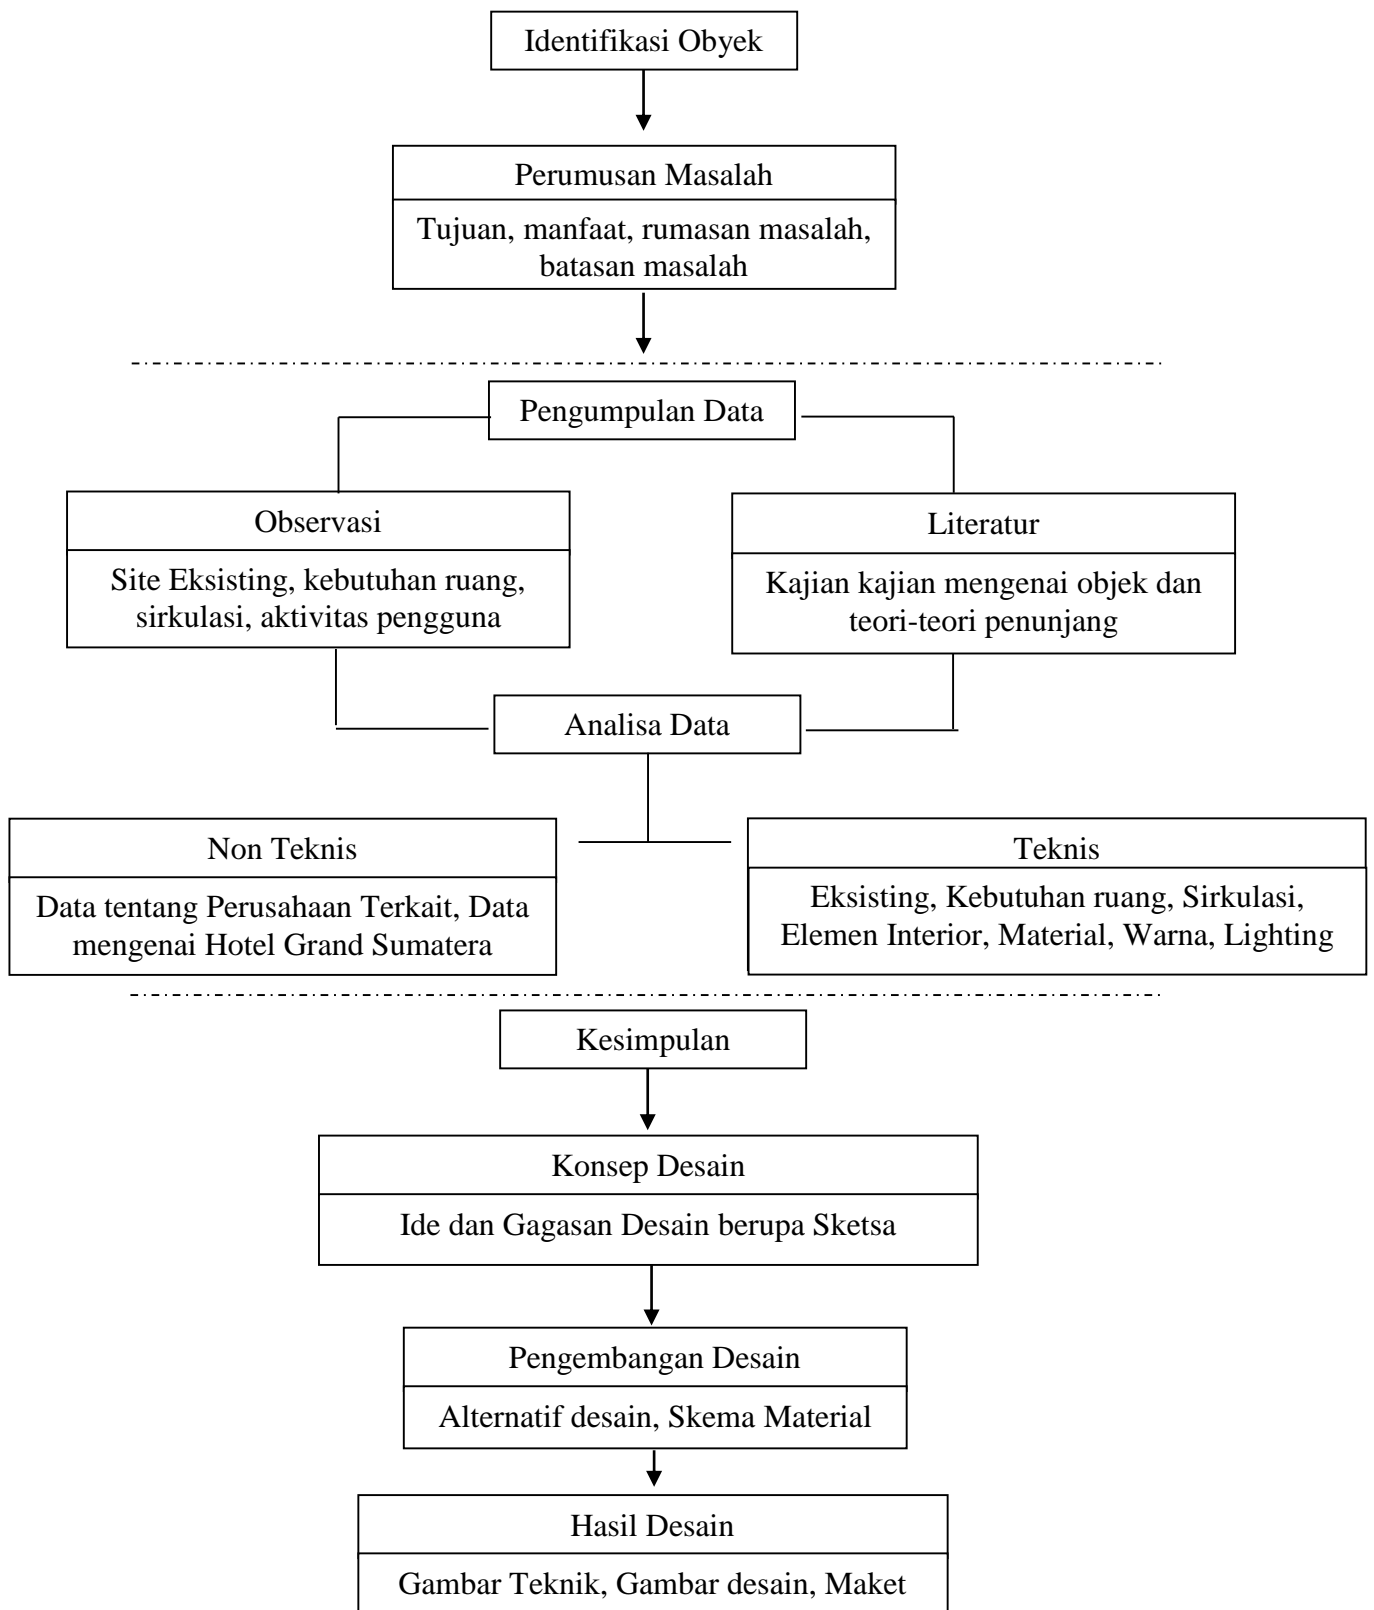 Identifikasi Obyek
Perumusan Masalah
Tujuan, manfaat, rumasan masalah,
batasan masalah
Pengumpulan Data
Observasi
Site Eksisting, kebutuhan ruang,
sirkulasi, aktivitas pengguna
Literatur
Kajian kajian mengenai objek dan
teori-teori penunjang
Analisa Data
Non Teknis
Data tentang Perusahaan Terkait, Data
mengenai Hotel Grand Sumatera
Teknis
Eksisting, Kebutuhan ruang, Sirkulasi,
Elemen Interior, Material, Warna, Lighting
Kesimpulan
Konsep Desain
Ide dan Gagasan Desain berupa Sketsa
Pengembangan Desain
Alternatif desain, Skema Material
Hasil Desain
Gambar Teknik, Gambar desain, Maket